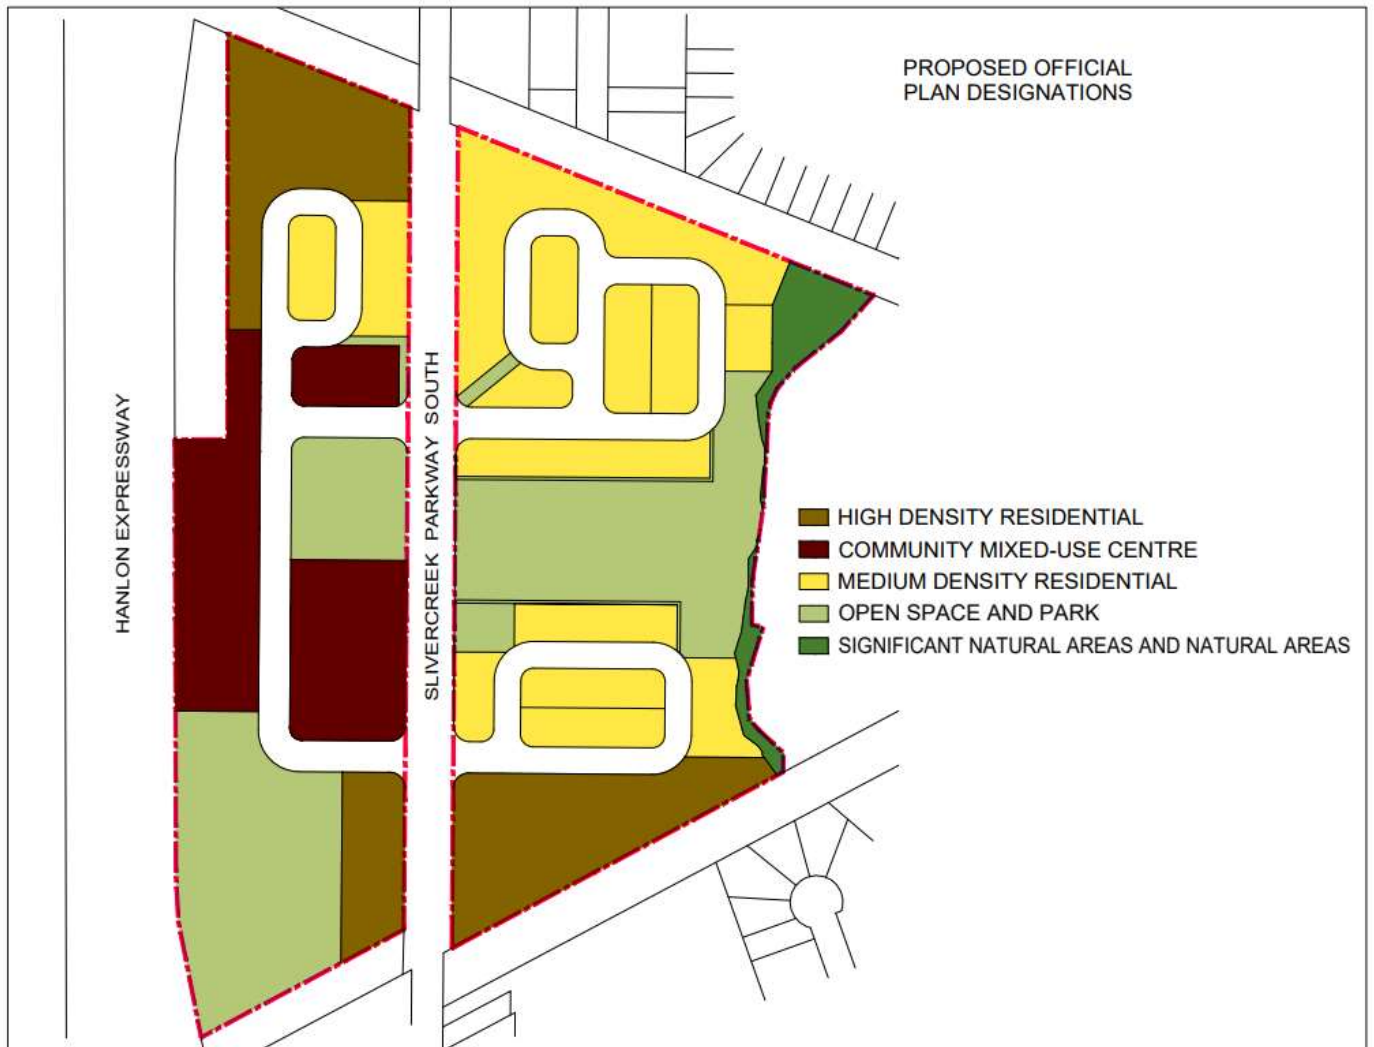 PROPOSED OFFICIAL
PLAN DESIGNATIONS
HANLON EXPRESSWAY
SLIVERCREEK PARKWAY SOUTH
HIGH DENSITY RESIDENTIAL
COMMUNITY MIXED-USE CENTRE
MEDIUM DENSITY RESIDENTIAL
OPEN SPACE AND PARK
SIGNIFICANT NATURAL AREAS AND NATURAL AREAS